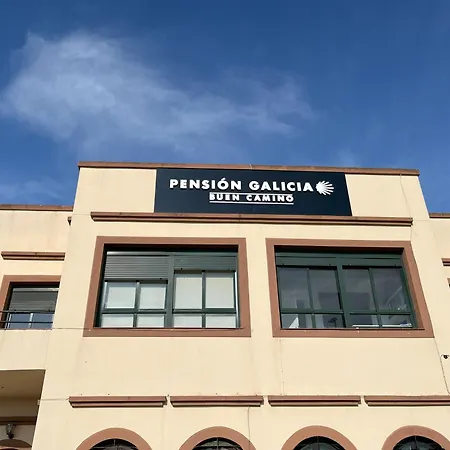 PENSIÓN GALICIA
BUEN CAMINO